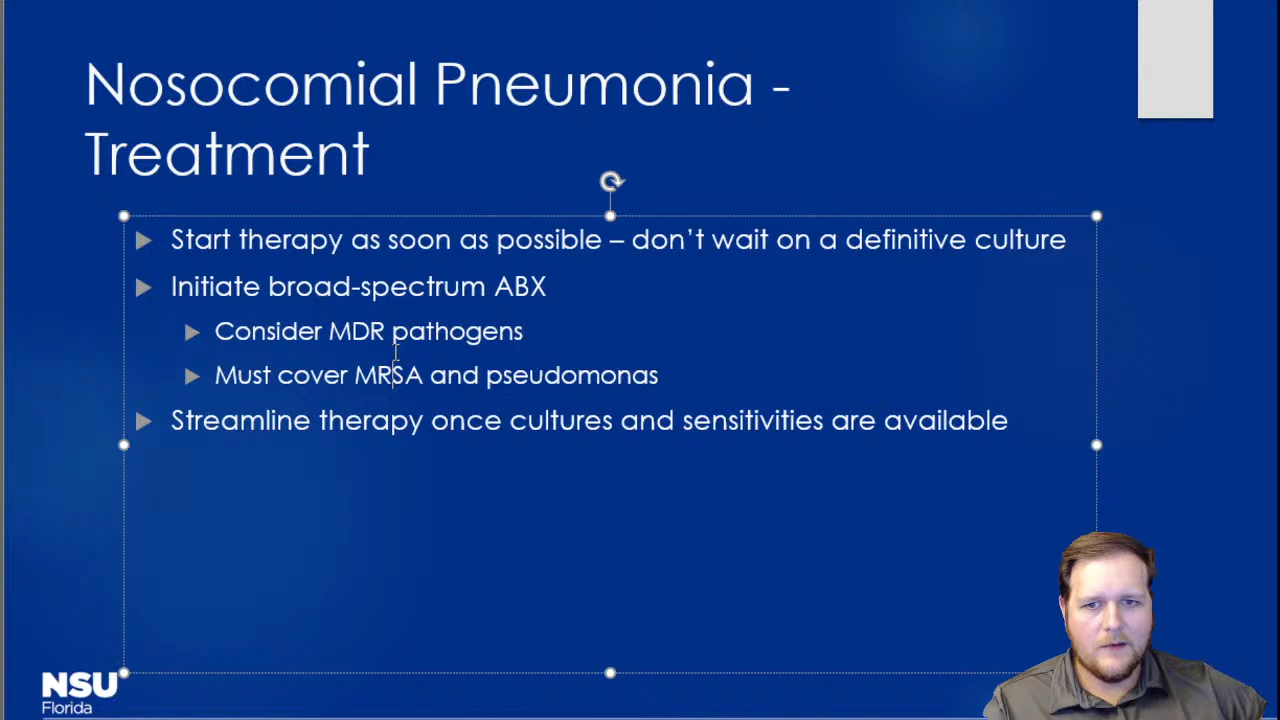 Nosocomial Pneumonia -
Treatment
Start therapy as soon as possible – don’t wait on a definitive culture
Initiate broad-spectrum ABX
Consider MDR pathogens
Must cover MRSA and pseudomonas
Streamline therapy once cultures and sensitivities are available
NSU
Florida